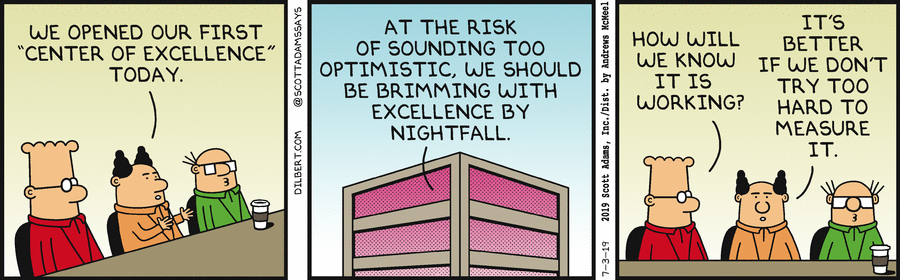 WE OPENED OUR FIRST
"CENTER OF EXCELLENCE"
TODAY.
DILBERT.COM @SCOTTADAMSSAYS
AT THE RISK
OF SOUNDING TOO
OPTIMISTIC, WE SHOULD
BE BRIMMING WITH
EXCELLENCE BY
NIGHTFALL.
7-3-19 2019 Scott Adams, Inc./Dist. by Andrews McMeel
HOW WILL
WE KNOW
IT IS
WORKING?
IT'S
BETTER
IF WE DON'T
TRY TOO
HARD TO
MEASURE
IT.